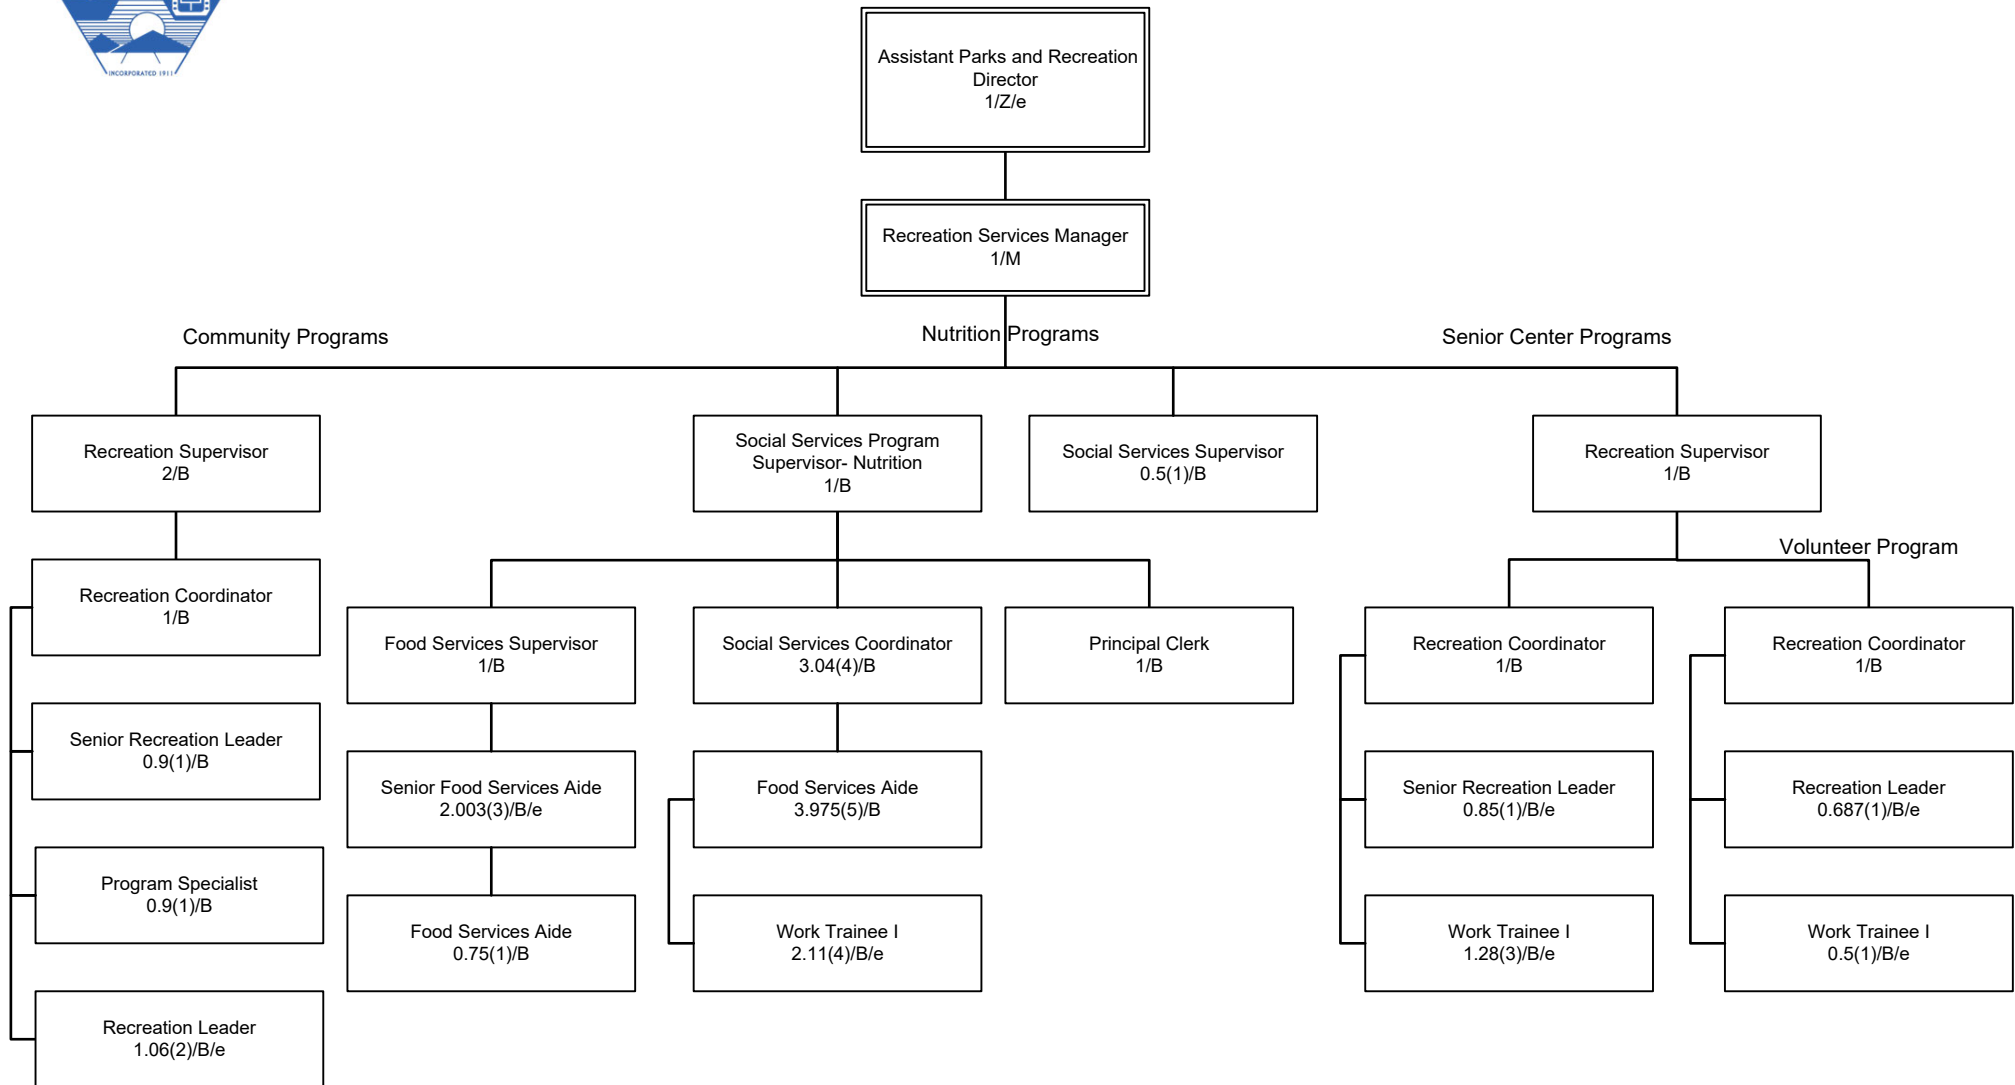 INCORPORATED 1911
Assistant Parks and Recreation
Director
1/Z/e
Recreation Services Manager
1/M
Community Programs
Nutrition Programs
Senior Center Programs
Recreation Supervisor
2/B
Social Services Program
Supervisor- Nutrition
1/B
Social Services Supervisor
0.5(1)/B
Recreation Supervisor
1/B
Volunteer Program
Recreation Coordinator
1/B
Food Services Supervisor
1/B
Social Services Coordinator
3.04(4)/B
Principal Clerk
1/B
Recreation Coordinator
1/B
Recreation Coordinator
1/B
Senior Recreation Leader
0.9(1)/B
Senior Food Services Aide
2.003(3)/B/e
Food Services Aide
3.975(5)/B
Senior Recreation Leader
0.85(1)/B/e
Recreation Leader
0.687(1)/B/e
Program Specialist
0.9(1)/B
Food Services Aide
0.75(1)/B
Work Trainee I
2.11(4)/B/e
Work Trainee I
1.28(3)/B/e
Work Trainee I
0.5(1)/B/e
Recreation Leader
1.06(2)/B/e